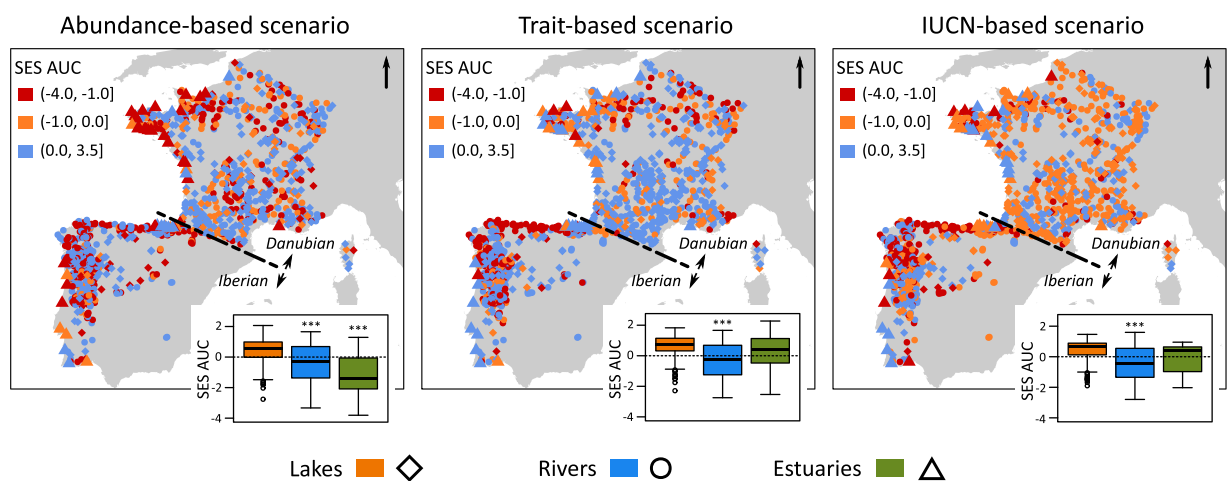 Abundance-based scenario
Trait-based scenario
IUCN-based scenario
SES AUC
(-4.0, -1.0]
(-1.0, 0.0]
(0.0, 3.5]
Danubian
Iberian
SES AUC
2
0
-2
-4
***
***
SES AUC
(-4.0, -1.0]
(-1.0, 0.0]
(0.0, 3.5]
Danubian
Iberian
SES AUC
2
0
-2
-4
***
SES AUC
(-4.0, -1.0]
(-1.0, 0.0]
(0.0, 3.5]
Danubian
Iberian
SES AUC
2
0
-2
-4
***
Lakes
Rivers
Estuaries